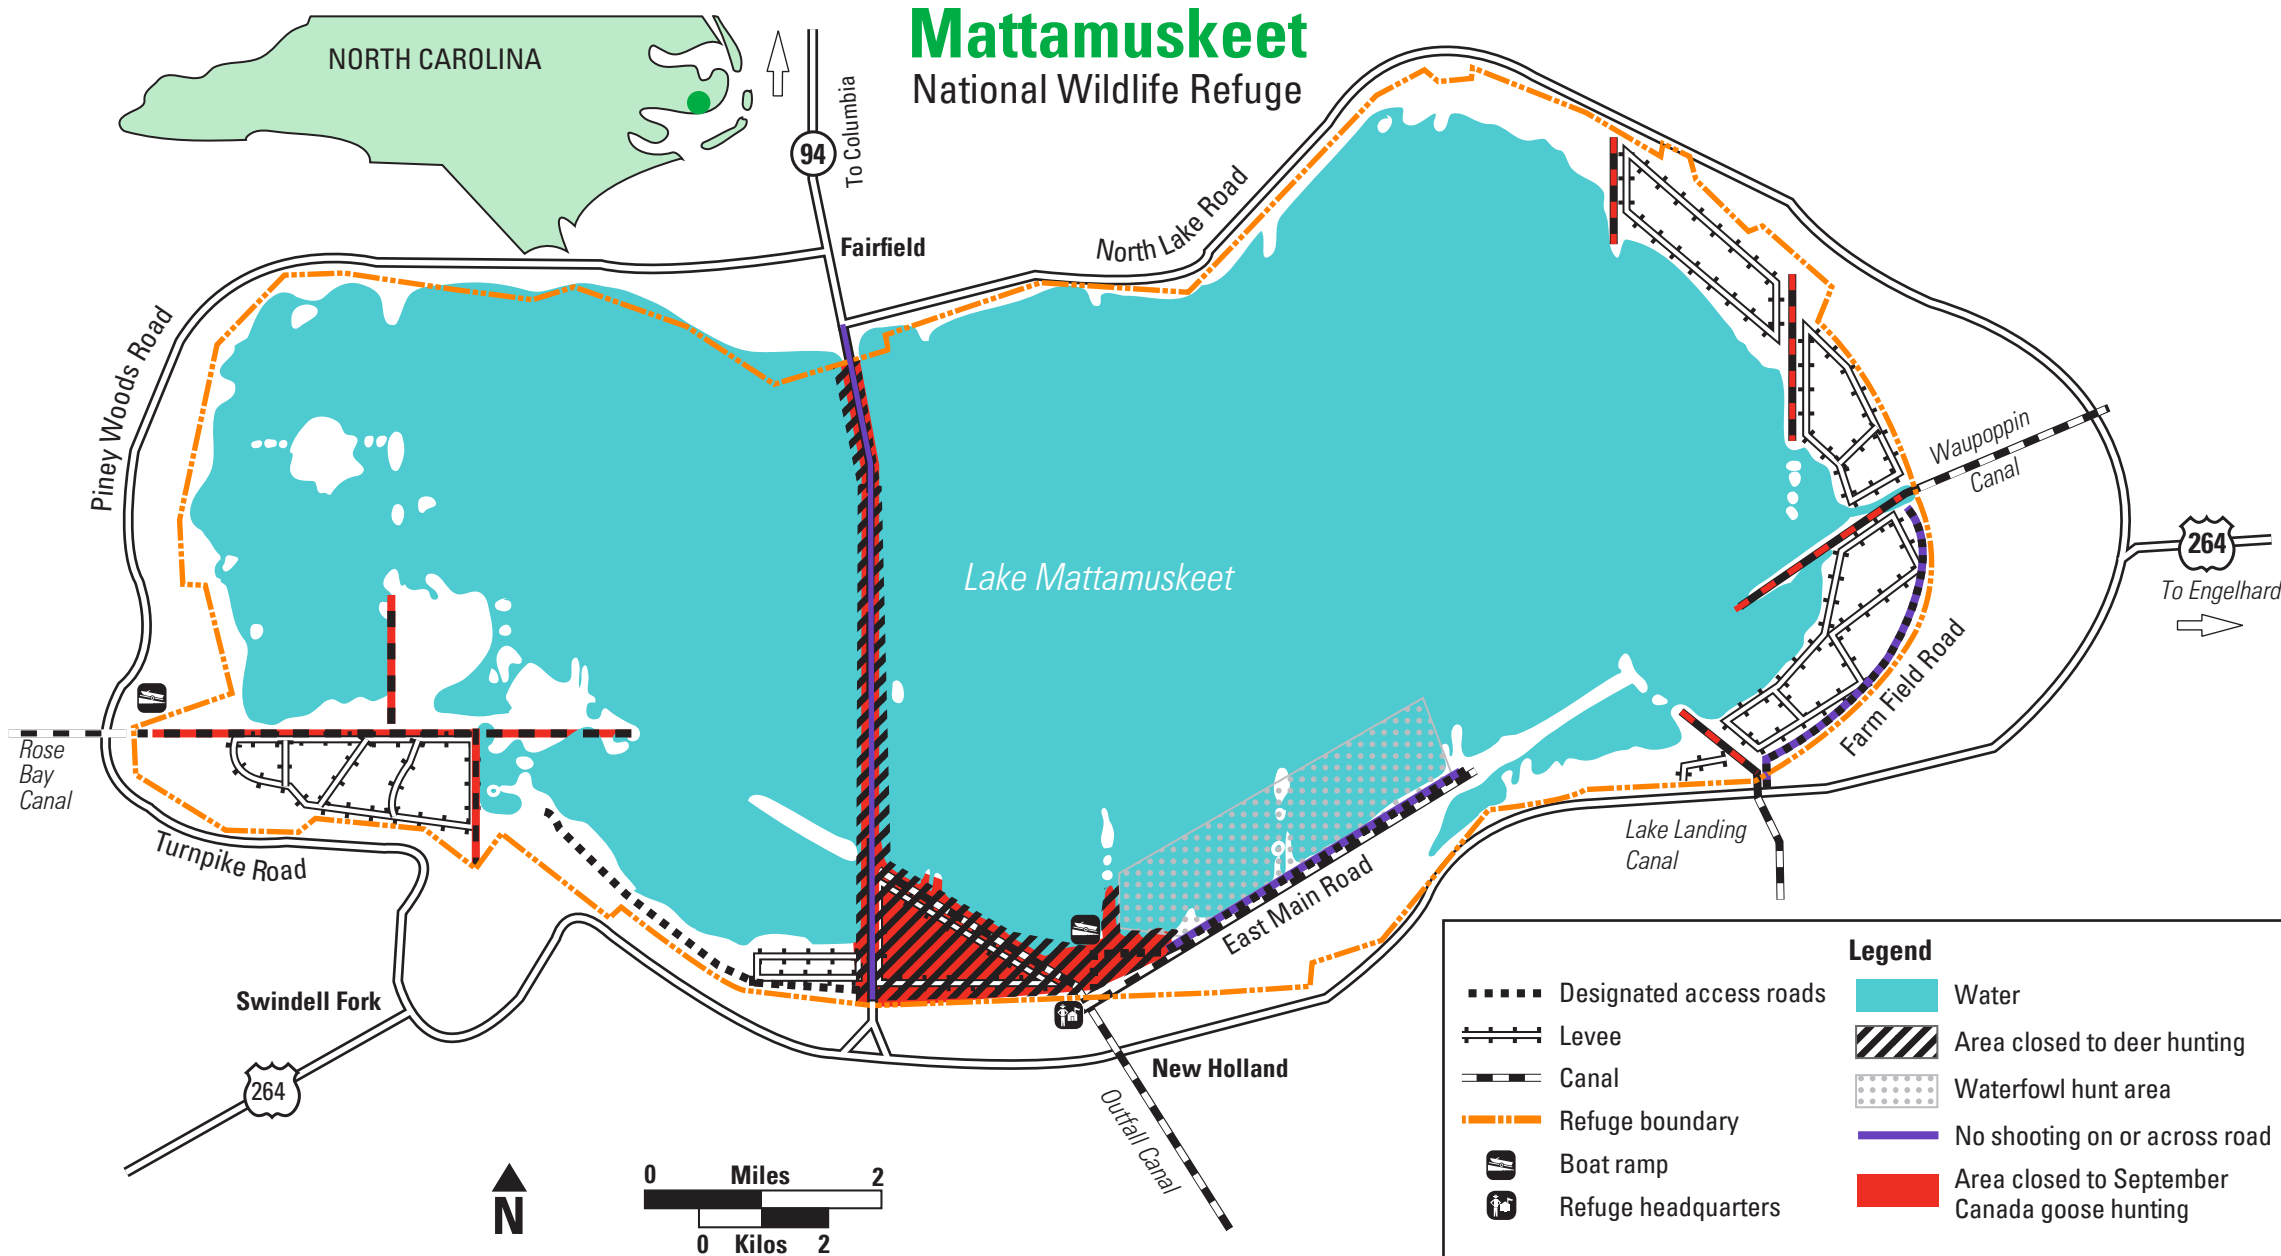 Mattamuskeet
National Wildlife Refuge
NORTH CAROLINA
94
To Columbia
Fairfield
North Lake Road
Piney Woods Road
Waupoppin
Canal
264
To Engelhard
Lake Mattamuskeet
Farm Field Road
Rose
Bay
Canal
Turnpike Road
Lake Landing
Canal
East Main Road
Swindell Fork
264
New Holland
Outfall Canal
N
0 Miles 2
0 Kilos 2
Legend
Designated access roads
Levee
Canal
Refuge boundary
Boat ramp
Refuge headquarters
Water
Area closed to deer hunting
Waterfowl hunt area
No shooting on or across road
Area closed to September
Canada goose hunting